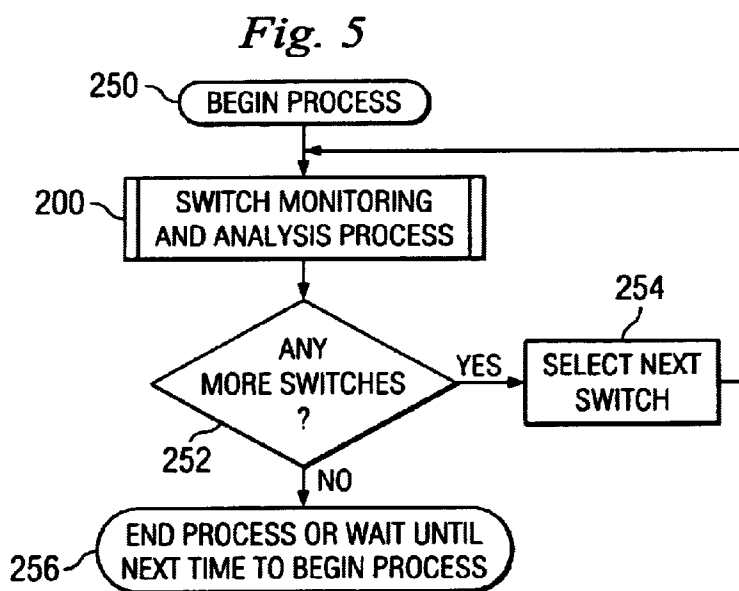 Fig. 5
250
BEGIN PROCESS
200
SWITCH MONITORING
AND ANALYSIS PROCESS
254
ANY
MORE SWITCHES
?
YES
SELECT NEXT
SWITCH
252
NO
256
END PROCESS OR WAIT UNTIL
NEXT TIME TO BEGIN PROCESS